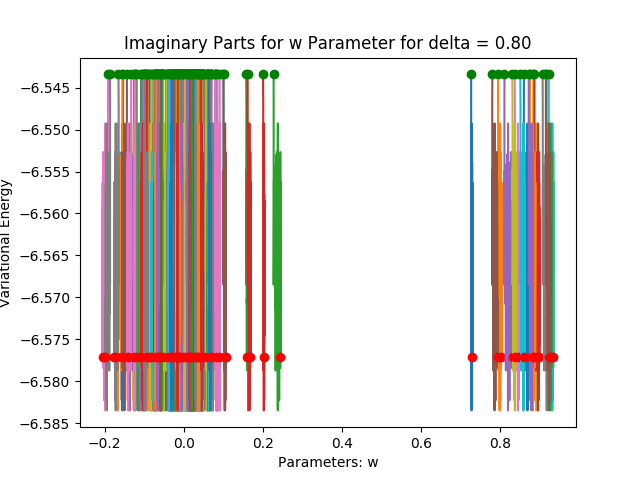 Imaginary Parts for w Parameter for delta = 0.80
Variational Energy
−6.545
−6.550
−6.555
−6.560
−6.565
−6.570
−6.575
−6.580
−6.585
−0.2 0.0 0.2 0.4 0.6 0.8
Parameters: w